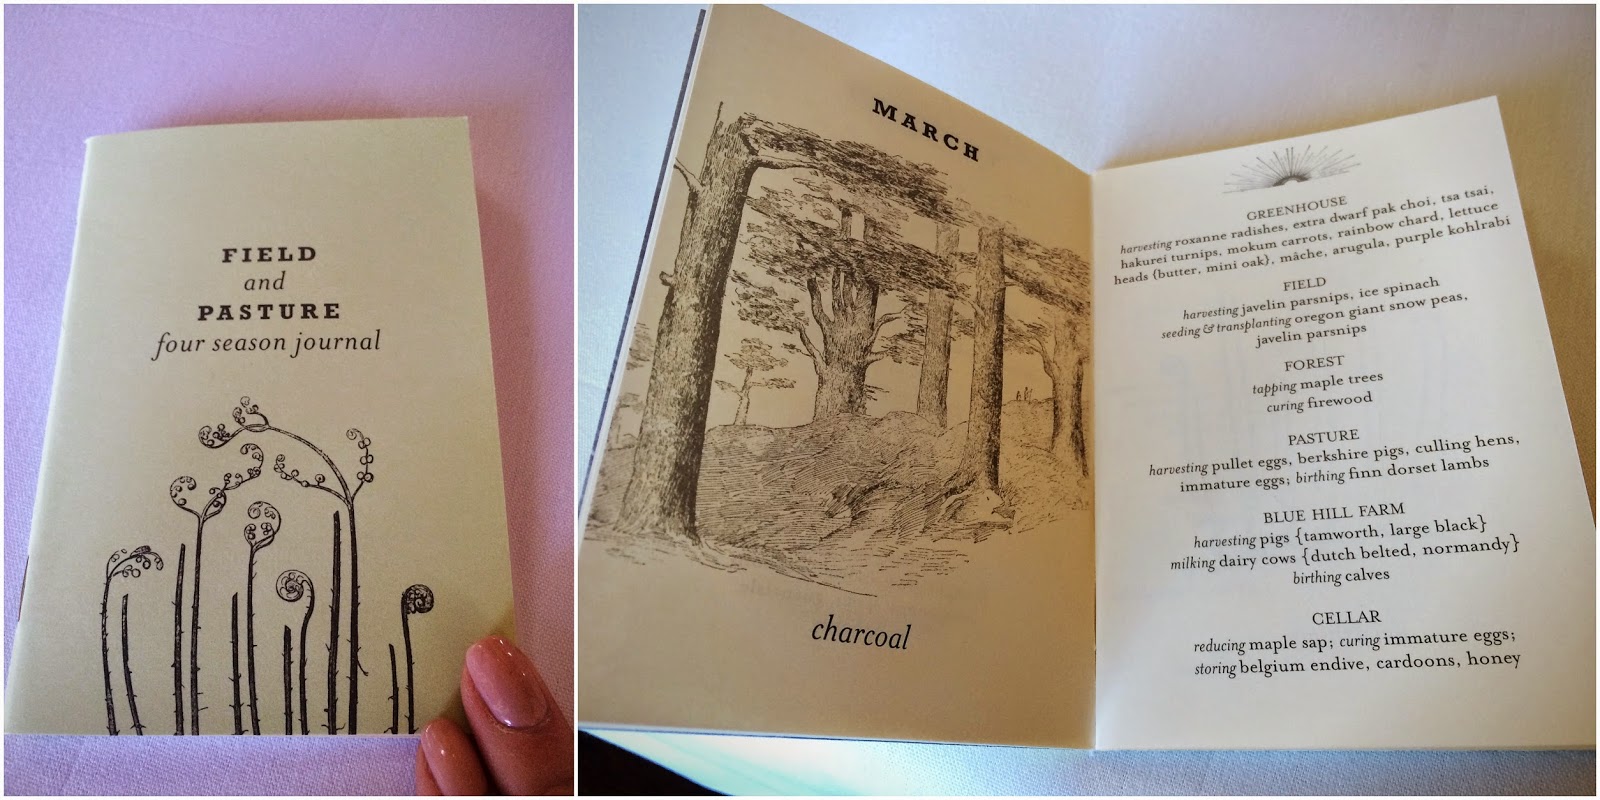 FIELD
and
PASTURE
four season journal
MARCH
charcoal
GREENHOUSE
harvesting roxanne radishes, extra dwarf pak choi, tsa tsai,
hakurei turnips, mokum carrots, rainbow chard, lettuce
heads {butter, mini oak}, mâche, arugula, purple kohlrabi
FIELD
harvesting javelin parsnips, ice spinach
seeding & transplanting oregon giant snow peas,
javelin parsnips
FOREST
tapping maple trees
curing firewood
PASTURE
harvesting pullet eggs, berkshire pigs, culling hens,
immature eggs; birthing finn dorset lambs
BLUE HILL FARM
harvesting pigs {tamworth, large black}
milking dairy cows {dutch belted, normandy}
birthing calves
CELLAR
reducing maple sap; curing immature eggs;
storing belgium endive, cardoons, honey